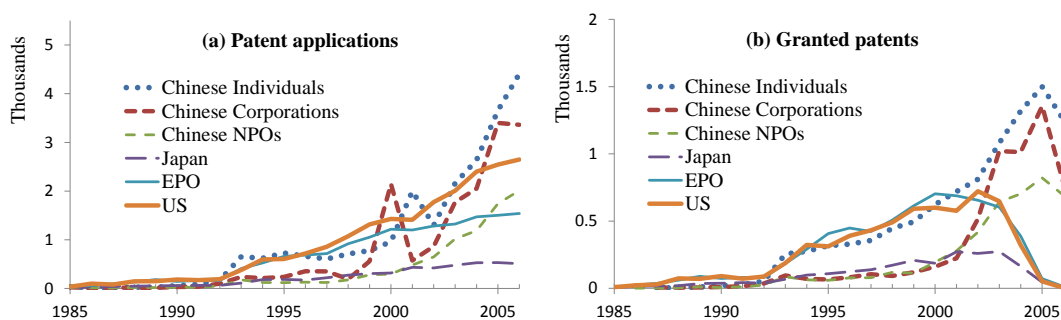 (a) Patent applications
Thousands
5
4
3
2
1
0
Chinese Individuals
Chinese Corporations
Chinese NPOs
Japan
EPO
US
1985 1990 1995 2000 2005
(b) Granted patents
Thousands
2
1.5
1
0.5
0
Chinese Individuals
Chinese Corporations
Chinese NPOs
Japan
EPO
US
1985 1990 1995 2000 2005